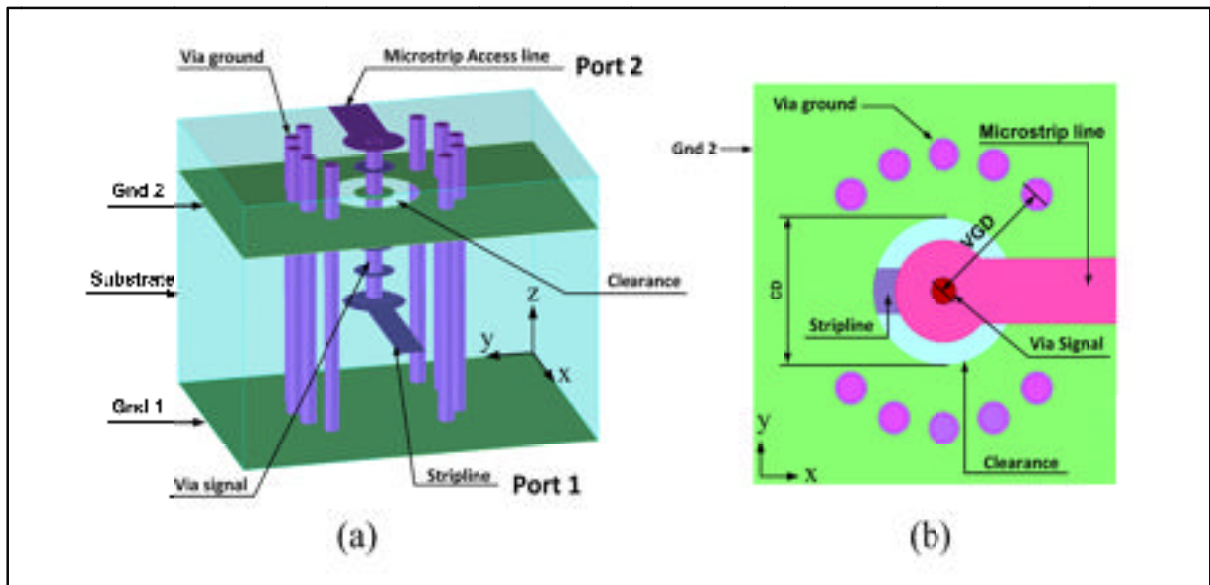 Via ground
Microstrip Access line
Port 2
Gnd 2
Substrate
Clearance
z
y
x
Gnd 1
Stripline
Via signal
Port 1
(a)
Via ground
Gnd 2
Microstrip line
VGD
CD
Stripline
Via Signal
y
x
Clearance
(b)